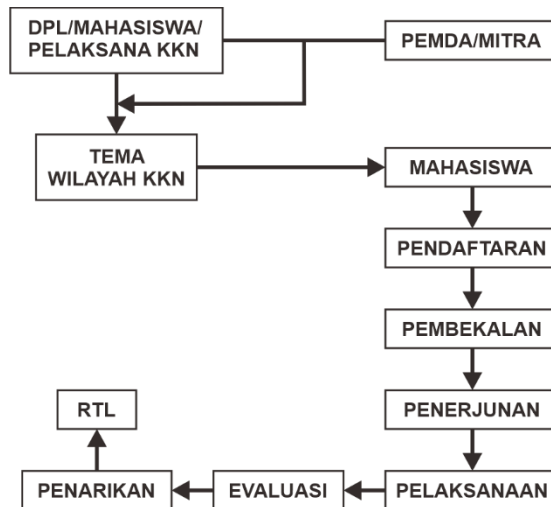 DPL/MAHASISWA/
PELAKSANA KKN
PEMDA/MITRA
TEMA
WILAYAH KKN
MAHASISWA
PENDAFTARAN
PEMBEKALAN
PENERJUNAN
PELAKSANAAN
EVALUASI
PENARIKAN
RTL